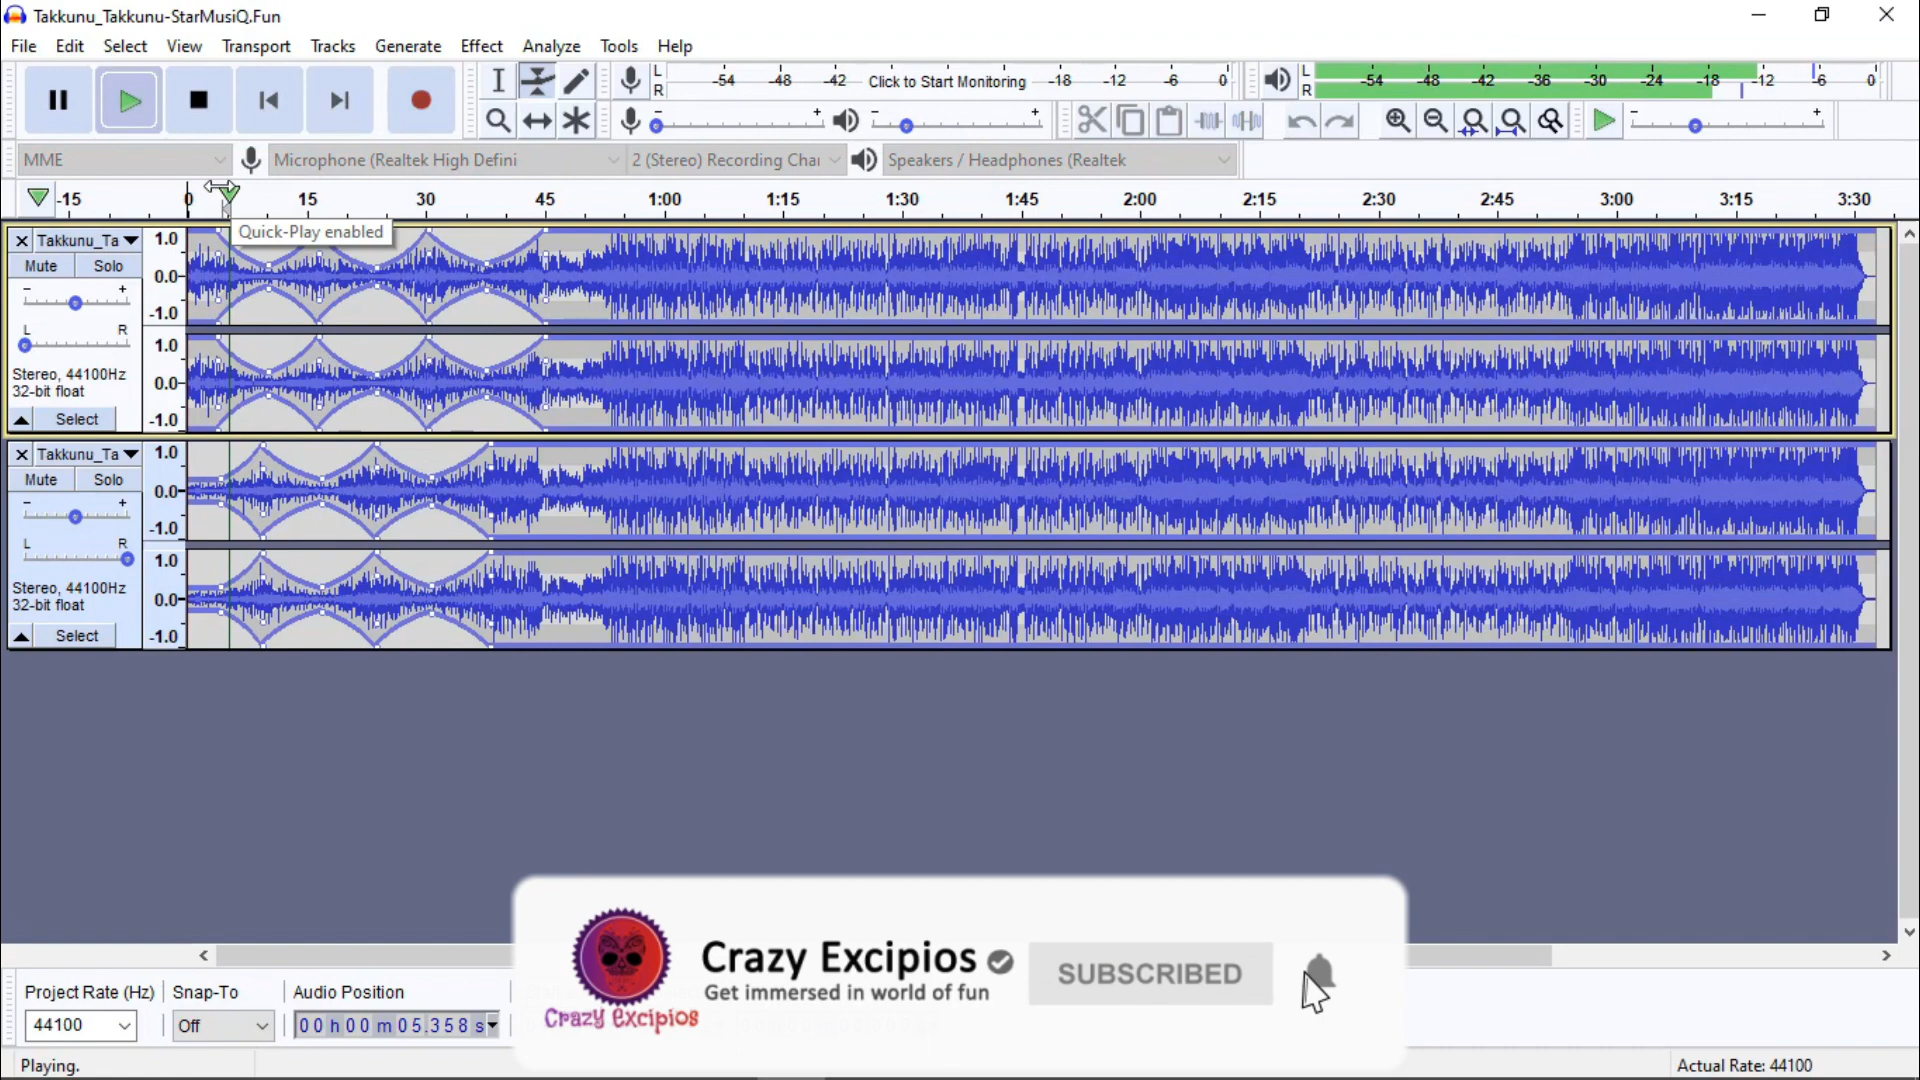 Takkunu_Takkunu-StarMusiQ.Fun
File Edit Select View Transport Tracks Generate Effect Analyze Tools Help
L R -54 -48 -42 Click to Start Monitoring -18 -12 -6 0
L R -54 -48 -42 -36 -30 -24 -18 -12 -6 0
- + - + - +
MME Microphone (Realtek High Defini 2 (Stereo) Recording Char Speakers / Headphones (Realtek
-15 0 15 30 45 1:00 1:15 1:30 1:45 2:00 2:15 2:30 2:45 3:00 3:15 3:30
Quick-Play enabled
Takkunu_Ta 1.0
Mute Solo
- + 0.0-
L R -1.0
1.0
Stereo, 44100Hz
32-bit float 0.0-
Select -1.0
Takkunu_Ta 1.0
Mute Solo
- + 0.0-
L R -1.0
1.0
Stereo, 44100Hz
32-bit float 0.0-
Select -1.0
Crazy Excipios
Get immersed in world of fun
SUBSCRIBED
Crazy Excipios
Project Rate (Hz) Snap-To Audio Position
44100 Off 00 h 00 m 05.358 s
Playing. Actual Rate: 44100